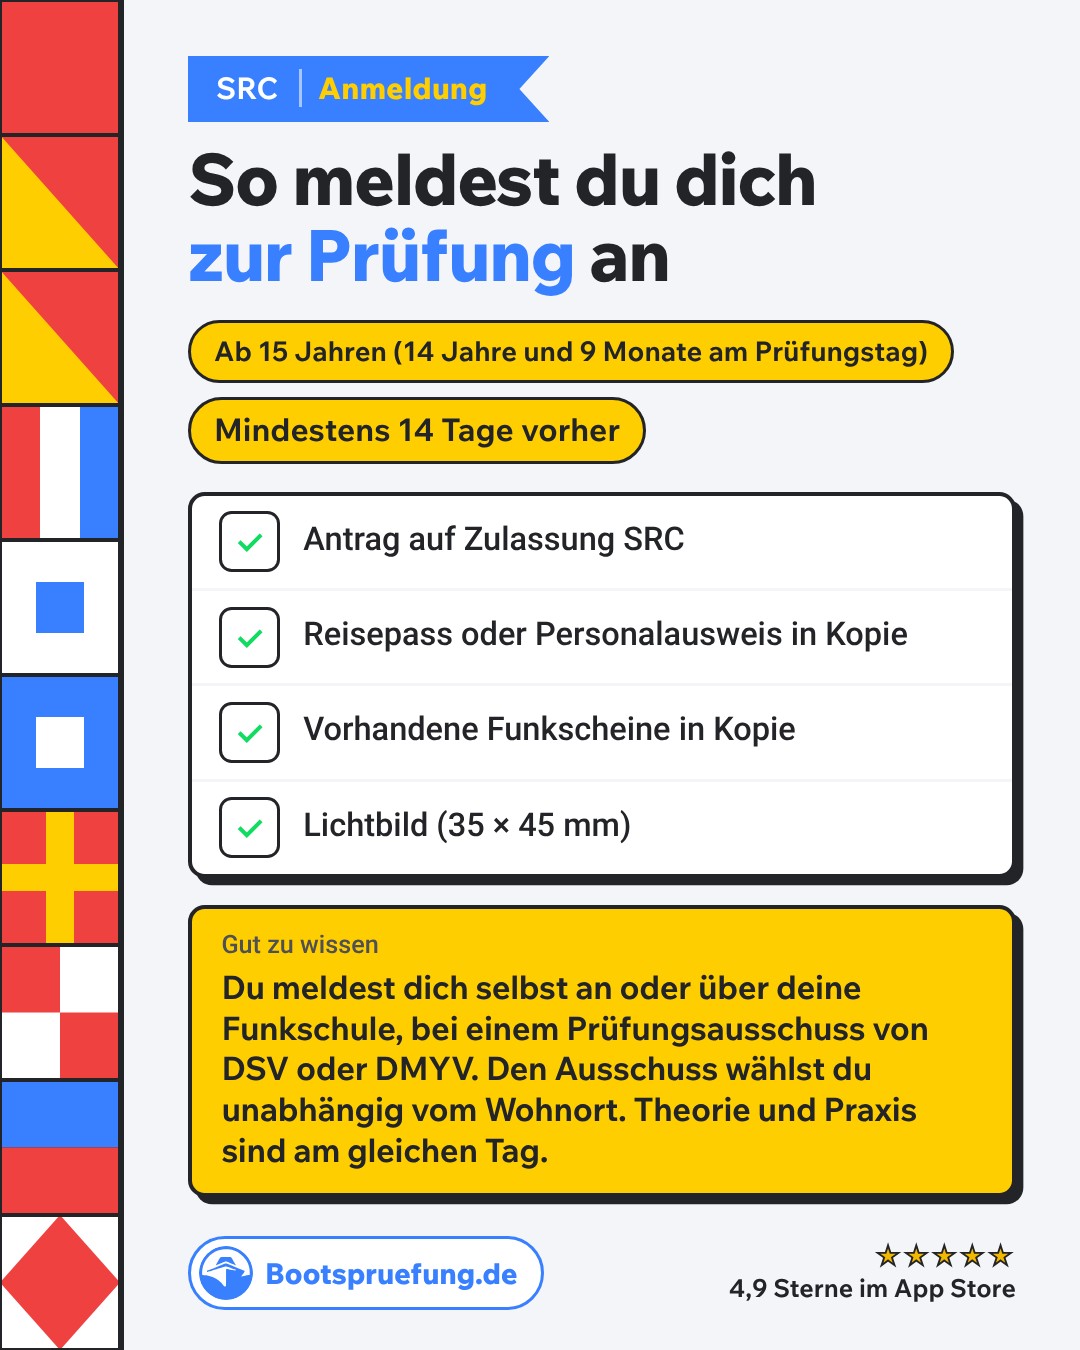 SRC | Anmeldung
So meldest du dich
zur Prüfung an
Ab 15 Jahren (14 Jahre und 9 Monate am Prüfungstag)
Mindestens 14 Tage vorher
Antrag auf Zulassung SRC
Reisepass oder Personalausweis in Kopie
Vorhandene Funkscheine in Kopie
Lichtbild (35 × 45 mm)
Gut zu wissen
Du meldest dich selbst an oder über deine
Funkschule, bei einem Prüfungsausschuss von
DSV oder DMYV. Den Ausschuss wählst du
unabhängig vom Wohnort. Theorie und Praxis
sind am gleichen Tag.
Bootspruefung.de
★★★★★
4,9 Sterne im App Store